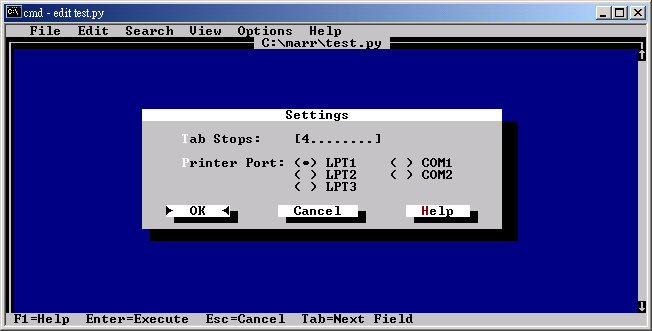 C:\ cmd - edit test.py
File Edit Search View Options Help
C:\marr\test.py
Settings
Tab Stops: [4........]
Printer Port: (•) LPT1 ( ) COM1
( ) LPT2 ( ) COM2
( ) LPT3
OK Cancel Help
F1=Help Enter=Execute Esc=Cancel Tab=Next Field